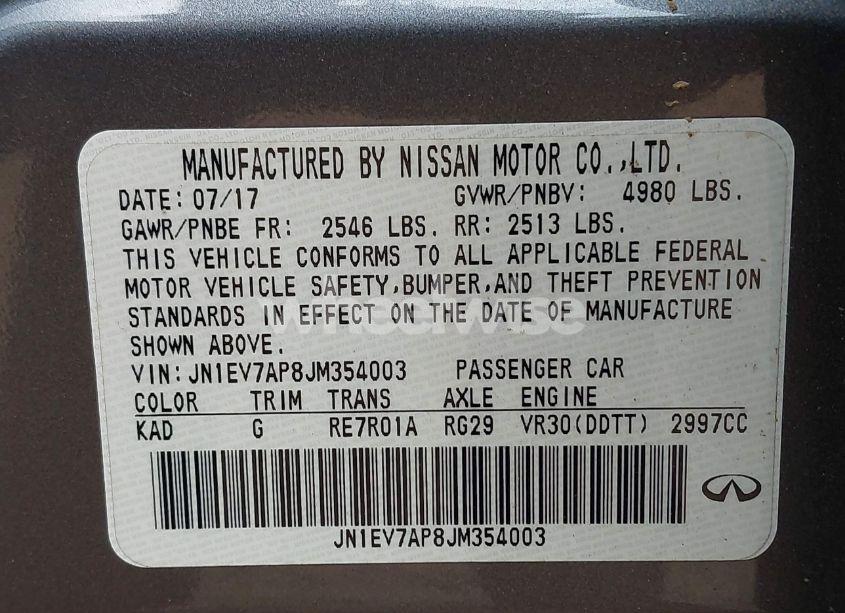 MANUFACTURED BY NISSAN MOTOR CO.,LTD.
DATE: 07/17 GVWR/PNBV: 4980 LBS.
GAWR/PNBE FR: 2546 LBS. RR: 2513 LBS.
THIS VEHICLE CONFORMS TO ALL APPLICABLE FEDERAL
MOTOR VEHICLE SAFETY,BUMPER,AND THEFT PREVENTION
STANDARDS IN EFFECT ON THE DATE OF MANUFACTURE
SHOWN ABOVE.
wheelwise
VIN:JN1EV7AP8JM354003 PASSENGER CAR
COLOR TRIM TRANS AXLE ENGINE
KAD G RE7R01A RG29 VR30(DDTT) 2997CC
JN1EV7AP8JM354003